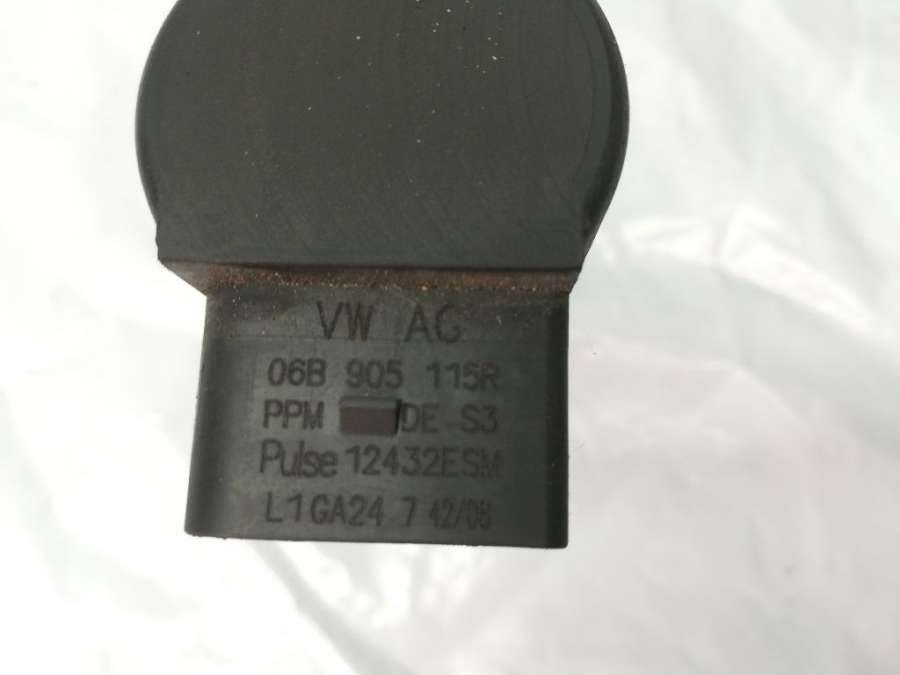 VW AG
06B 905 115R
PPM DE-S3
Pulse 12432ESM
L1GA24 7 42/08